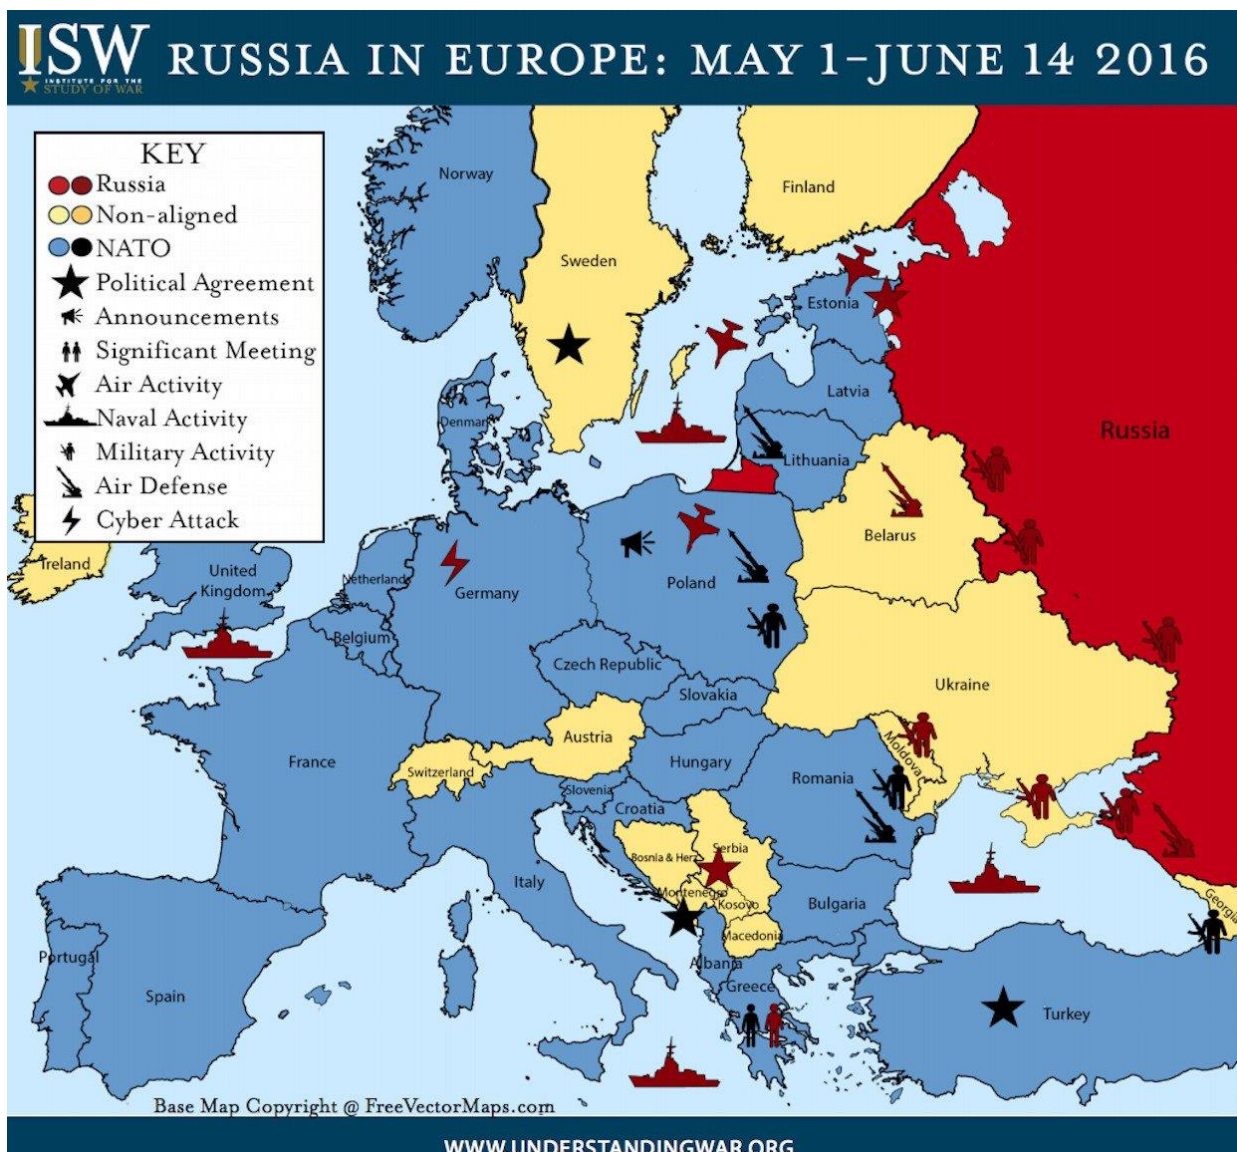 ISW
INSTITUTE FOR THE
STUDY OF WAR
RUSSIA IN EUROPE: MAY 1-JUNE 14 2016
KEY
Russia
Non-aligned
NATO
Political Agreement
Announcements
Significant Meeting
Air Activity
Naval Activity
Military Activity
Air Defense
Cyber Attack
Norway
Finland
Sweden
Estonia
Latvia
Denmark
Russia
Lithuania
Belarus
Ireland
United
Kingdom
Netherlands
Germany
Poland
Belgium
Czech Republic
Slovakia
Ukraine
Austria
Moldova
France
Switzerland
Hungary
Romania
Slovenia
Croatia
Serbia
Bosnia & Herz
Italy
Montenegro
Kosovo
Bulgaria
Georgia
Macedonia
Portugal
Albania
Greece
Spain
Turkey
Base Map Copyright @ FreeVectorMaps.com
WWW.UNDERSTANDINGWAR.ORG